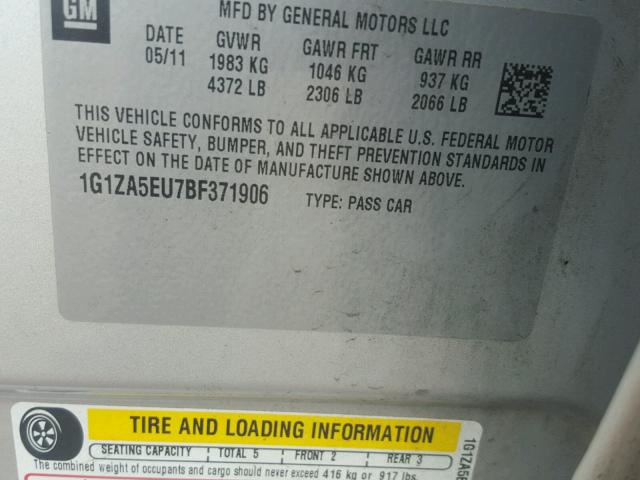 GM
MFD BY GENERAL MOTORS LLC
DATE GVWR GAWR FRT GAWR RR
05/11 1983 KG 1046 KG 937 KG
4372 LB 2306 LB 2066 LB
THIS VEHICLE CONFORMS TO ALL APPLICABLE U.S. FEDERAL MOTOR
VEHICLE SAFETY, BUMPER, AND THEFT PREVENTION STANDARDS IN
EFFECT ON THE DATE OF MANUFACTURE SHOWN ABOVE.
1G1ZA5EU7BF371906 TYPE: PASS CAR
TIRE AND LOADING INFORMATION
SEATING CAPACITY TOTAL 5 FRONT 2 REAR 3
The combined weight of occupants and cargo should never exceed 416 kg or 917 lbs.
1G1ZA5E